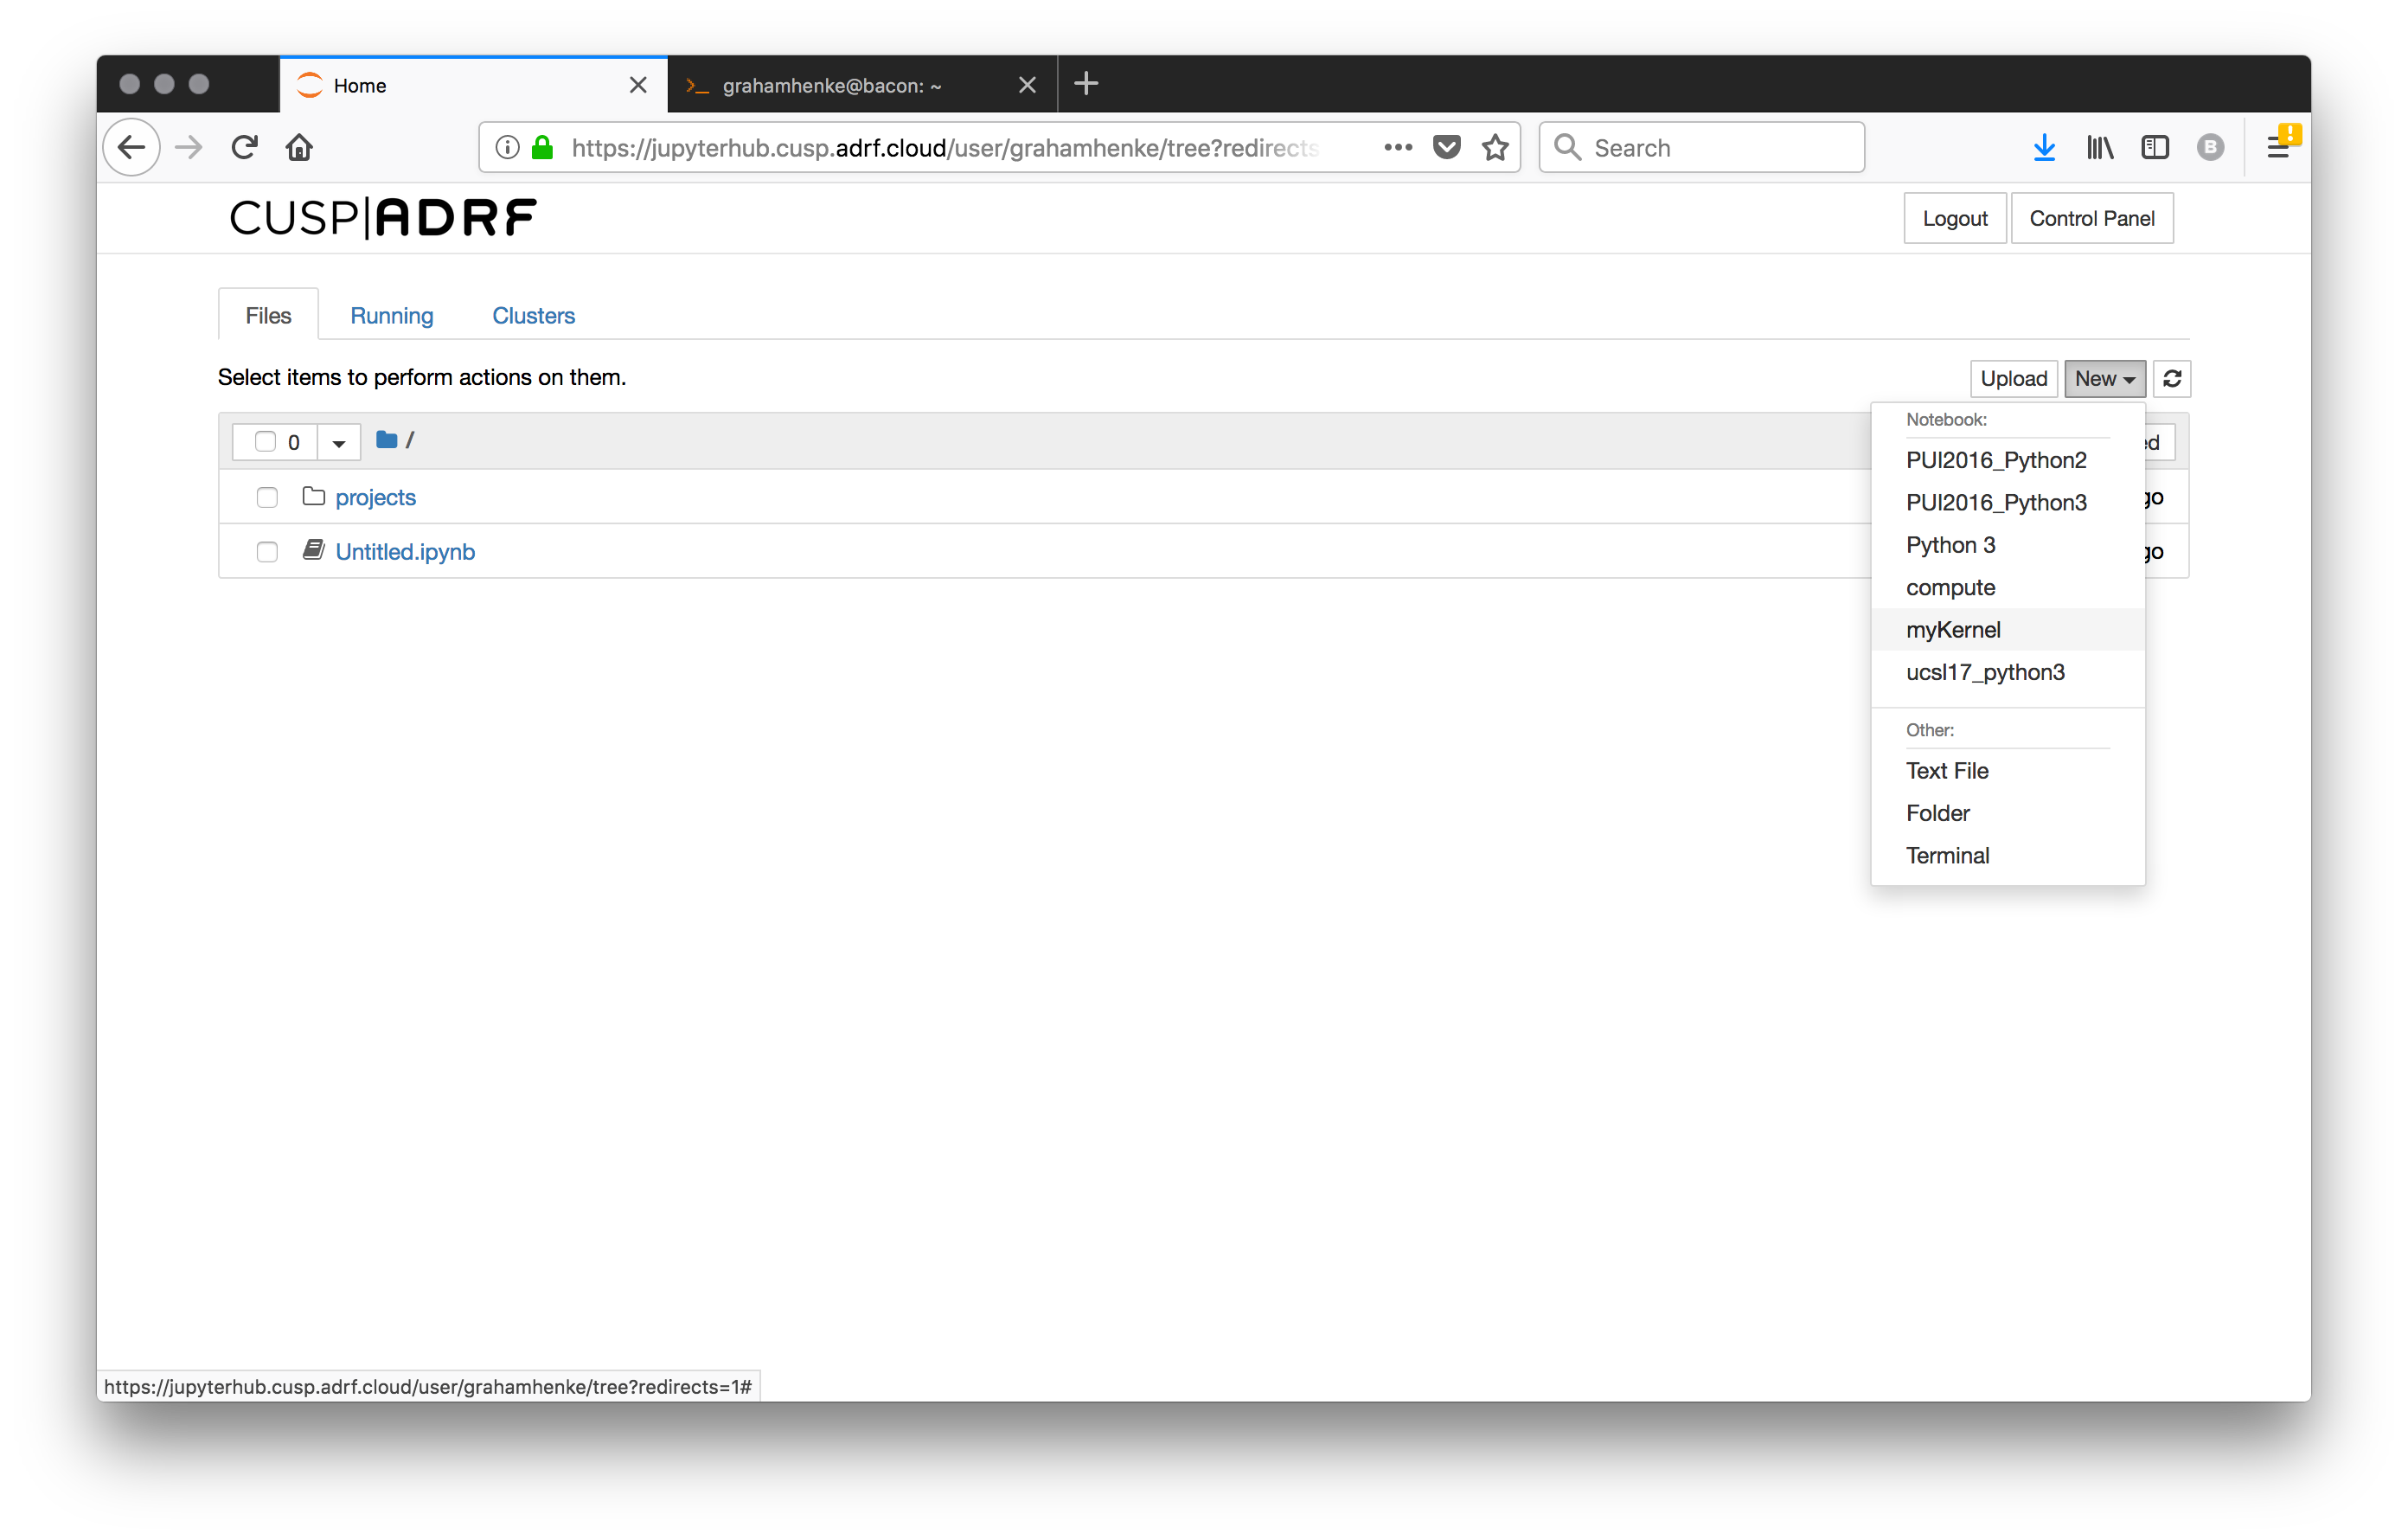 Home
grahamhenke@bacon: ~
https://jupyterhub.cusp.adrf.cloud/user/grahamhenke/tree?redirects
Search
B
!
CUSP|ADRF
Logout
Control Panel
Files
Running
Clusters
Select items to perform actions on them.
Upload
New
0
/
ed
projects
go
Untitled.ipynb
go
Notebook:
PUI2016_Python2
PUI2016_Python3
Python 3
compute
myKernel
ucsl17_python3
Other:
Text File
Folder
Terminal
https://jupyterhub.cusp.adrf.cloud/user/grahamhenke/tree?redirects=1#